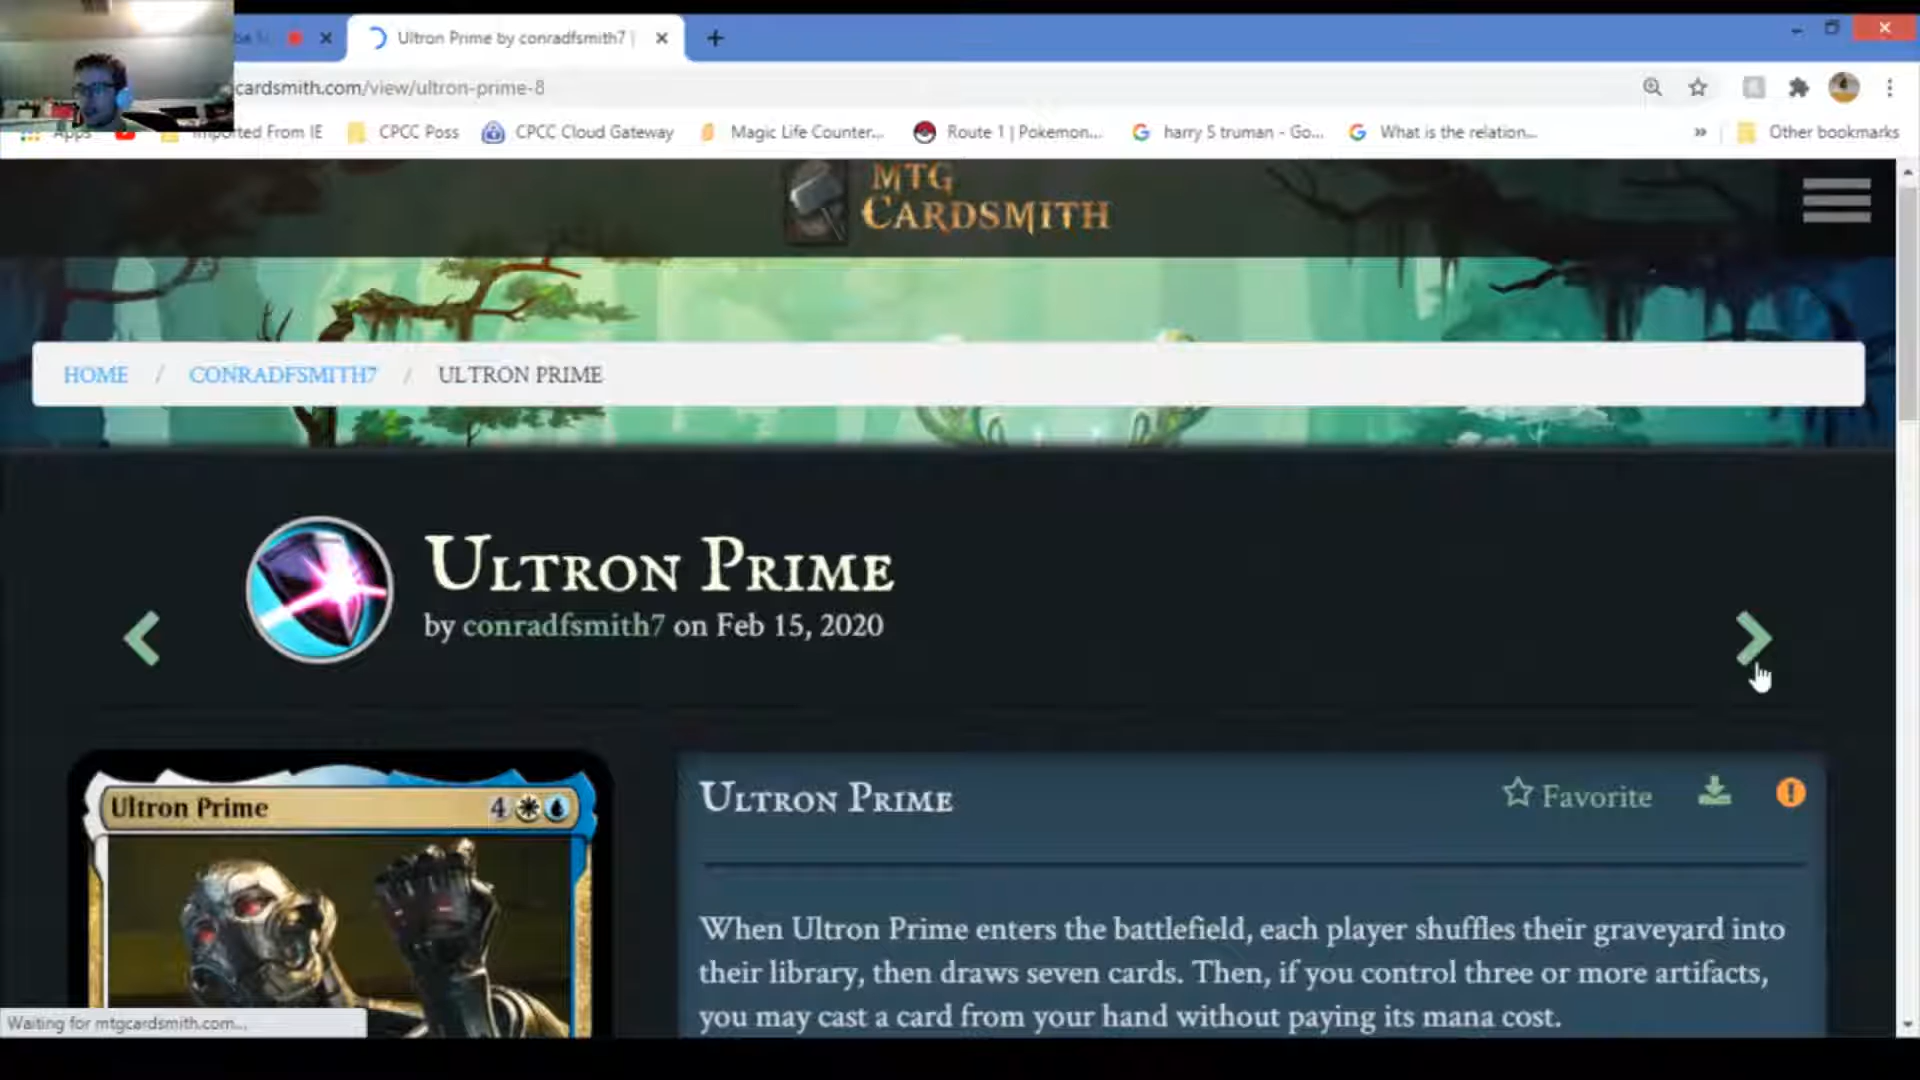 Ultron Prime by conradfsmith7 |
cardsmith.com/view/ultron-prime-8
Apps
Imported From IE
CPCC Poss
CPCC Cloud Gateway
Magic Life Counter...
Route 1 | Pokemon...
harry S truman - Go...
What is the relation...
»
Other bookmarks
MTG
CARDSMITH
HOME / CONRADFSMITH7 / ULTRON PRIME
ULTRON PRIME
by conradfsmith7 on Feb 15, 2020
Ultron Prime 4
ULTRON PRIME
Favorite
When Ultron Prime enters the battlefield, each player shuffles their graveyard into
their library, then draws seven cards. Then, if you control three or more artifacts,
you may cast a card from your hand without paying its mana cost.
Waiting for mtgcardsmith.com...